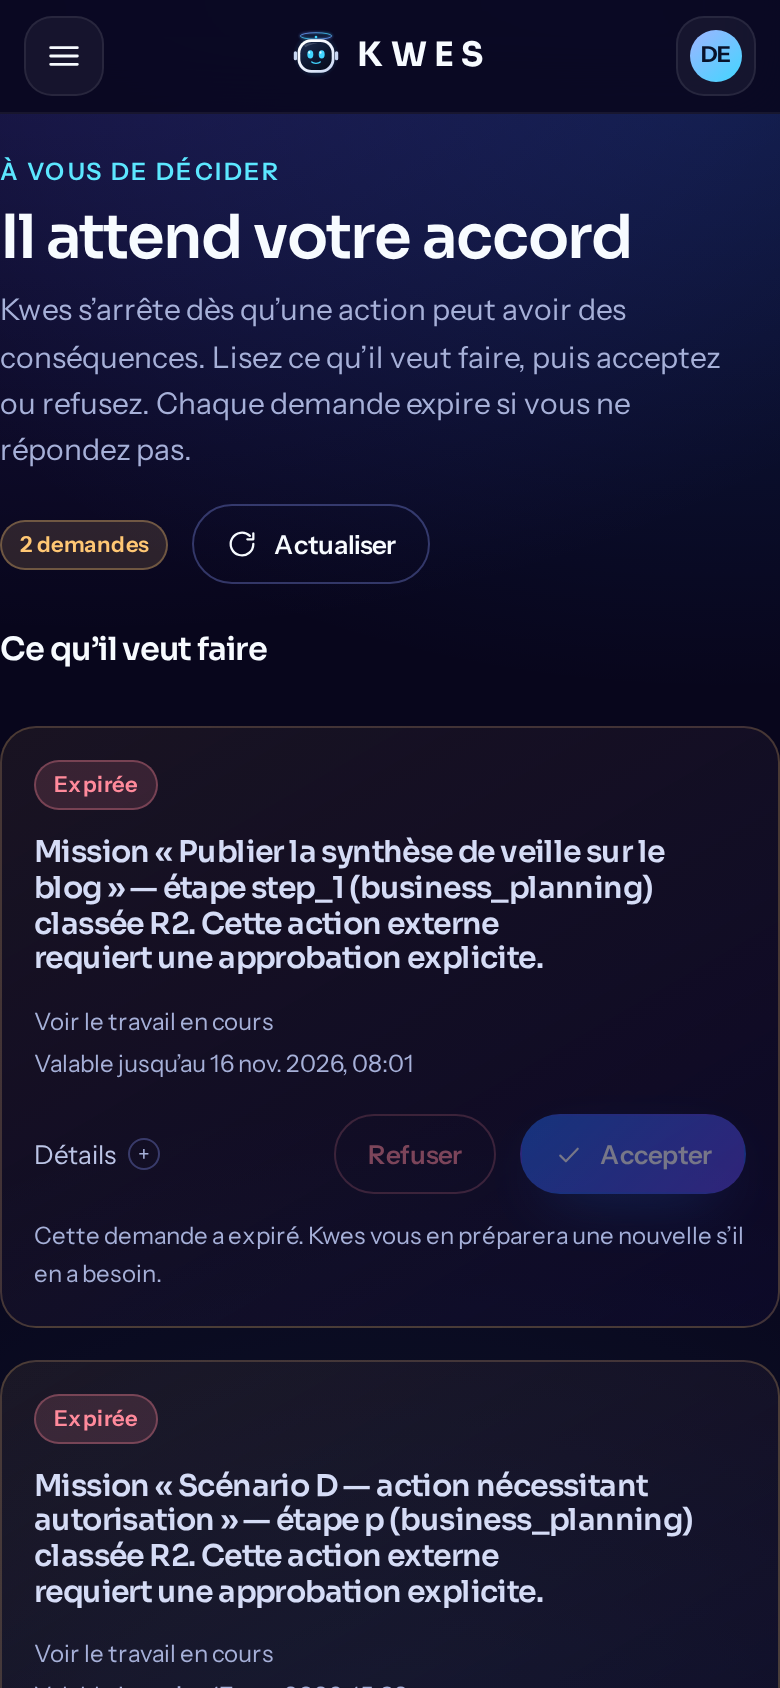 KWES
DE
À VOUS DE DÉCIDER
Il attend votre accord
Kwes s’arrête dès qu’une action peut avoir des
conséquences. Lisez ce qu’il veut faire, puis acceptez
ou refusez. Chaque demande expire si vous ne
répondez pas.
2 demandes
Actualiser
Ce qu’il veut faire
Expirée
Mission « Publier la synthèse de veille sur le
blog » — étape step_1 (business_planning)
classée R2. Cette action externe
requiert une approbation explicite.
Voir le travail en cours
Valable jusqu’au 16 nov. 2026, 08:01
Détails +
Refuser
Accepter
Cette demande a expiré. Kwes vous en préparera une nouvelle s’il
en a besoin.
Expirée
Mission « Scénario D — action nécessitant
autorisation » — étape p (business_planning)
classée R2. Cette action externe
requiert une approbation explicite.
Voir le travail en cours